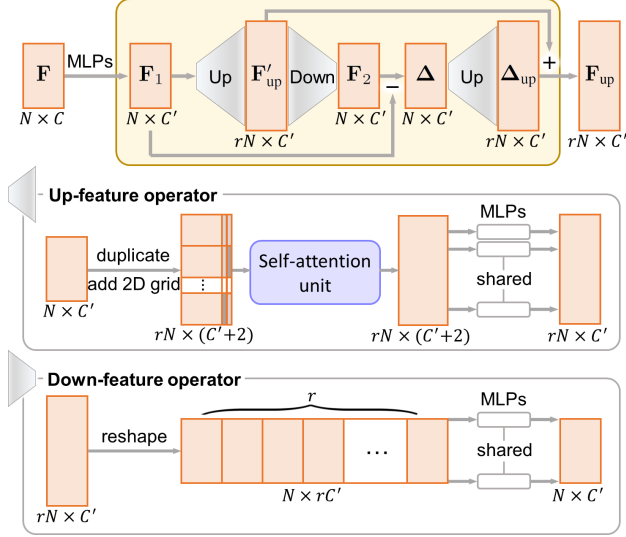 F
MLPs
F₁
Up
F′up
Down
F₂
−
Δ
Up
Δup
+
Fup
N × C
N × C′
rN × C′
N × C′
N × C′
rN × C′
rN × C′
Up-feature operator
duplicate
add 2D grid
N × C′
⋮
rN × (C′+2)
Self-attention
unit
rN × (C′+2)
MLPs
shared
rN × C′
Down-feature operator
reshape
rN × C′
r
...
N × rC′
MLPs
shared
N × C′